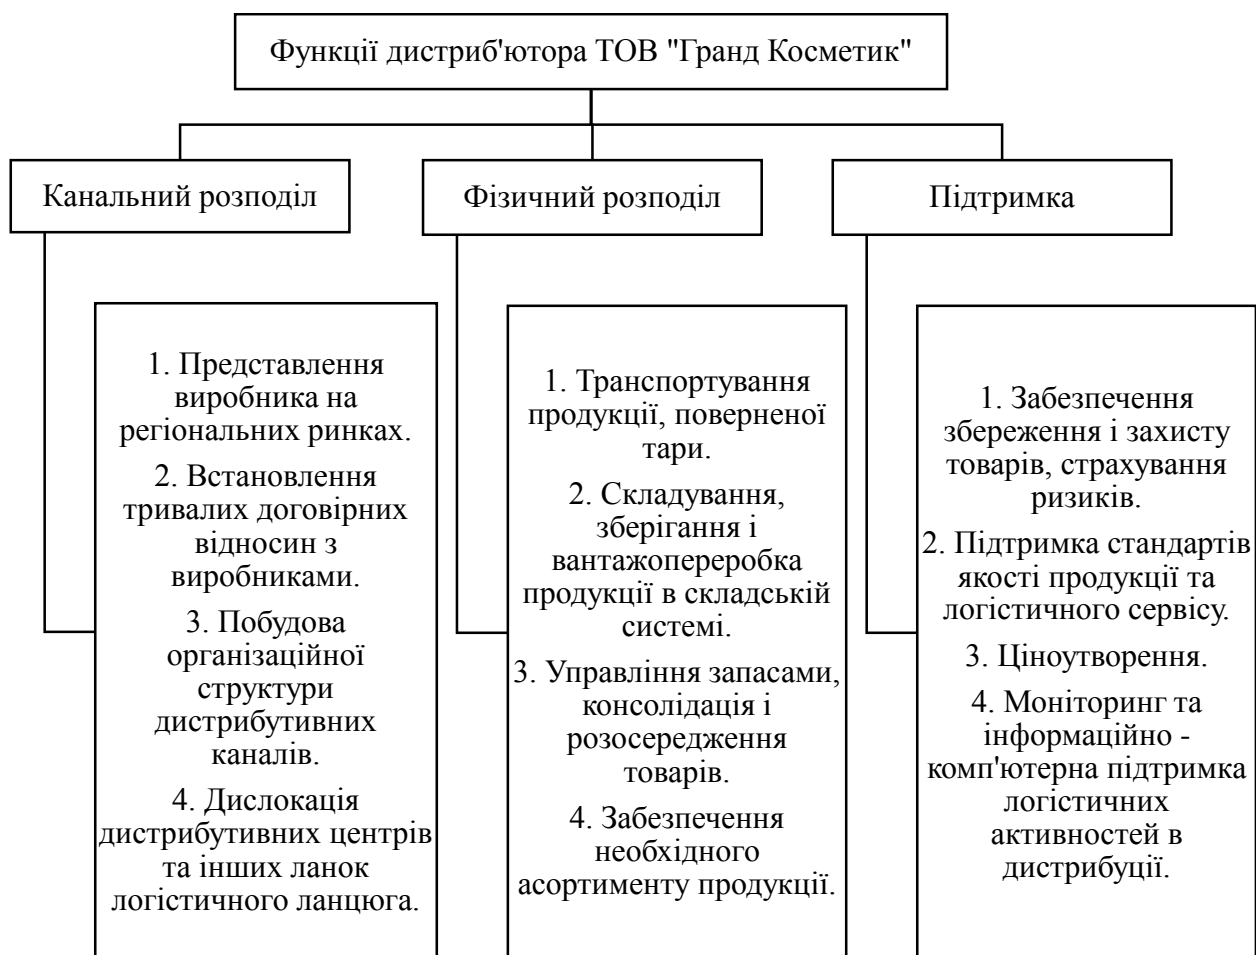 Функції дистриб'ютора ТОВ "Гранд Косметик"
Канальний розподіл
Фізичний розподіл
Підтримка
1. Представлення
виробника на
регіональних ринках.
2. Встановлення
тривалих договірних
відносин з
виробниками.
3. Побудова
організаційної
структури
дистрибутивних
каналів.
4. Дислокація
дистрибутивних центрів
та інших ланок
логістичного ланцюга.
1. Транспортування
продукції, поверненої
тари.
2. Складування,
зберігання і
вантажопереробка
продукції в складській
системі.
3. Управління запасами,
консолідація і
розосередження
товарів.
4. Забезпечення
необхідного
асортименту продукції.
1. Забезпечення
збереження і захисту
товарів, страхування
ризиків.
2. Підтримка стандартів
якості продукції та
логістичного сервісу.
3. Ціноутворення.
4. Моніторинг та
інформаційно -
комп'ютерна підтримка
логістичних
активностей в
дистрибуції.